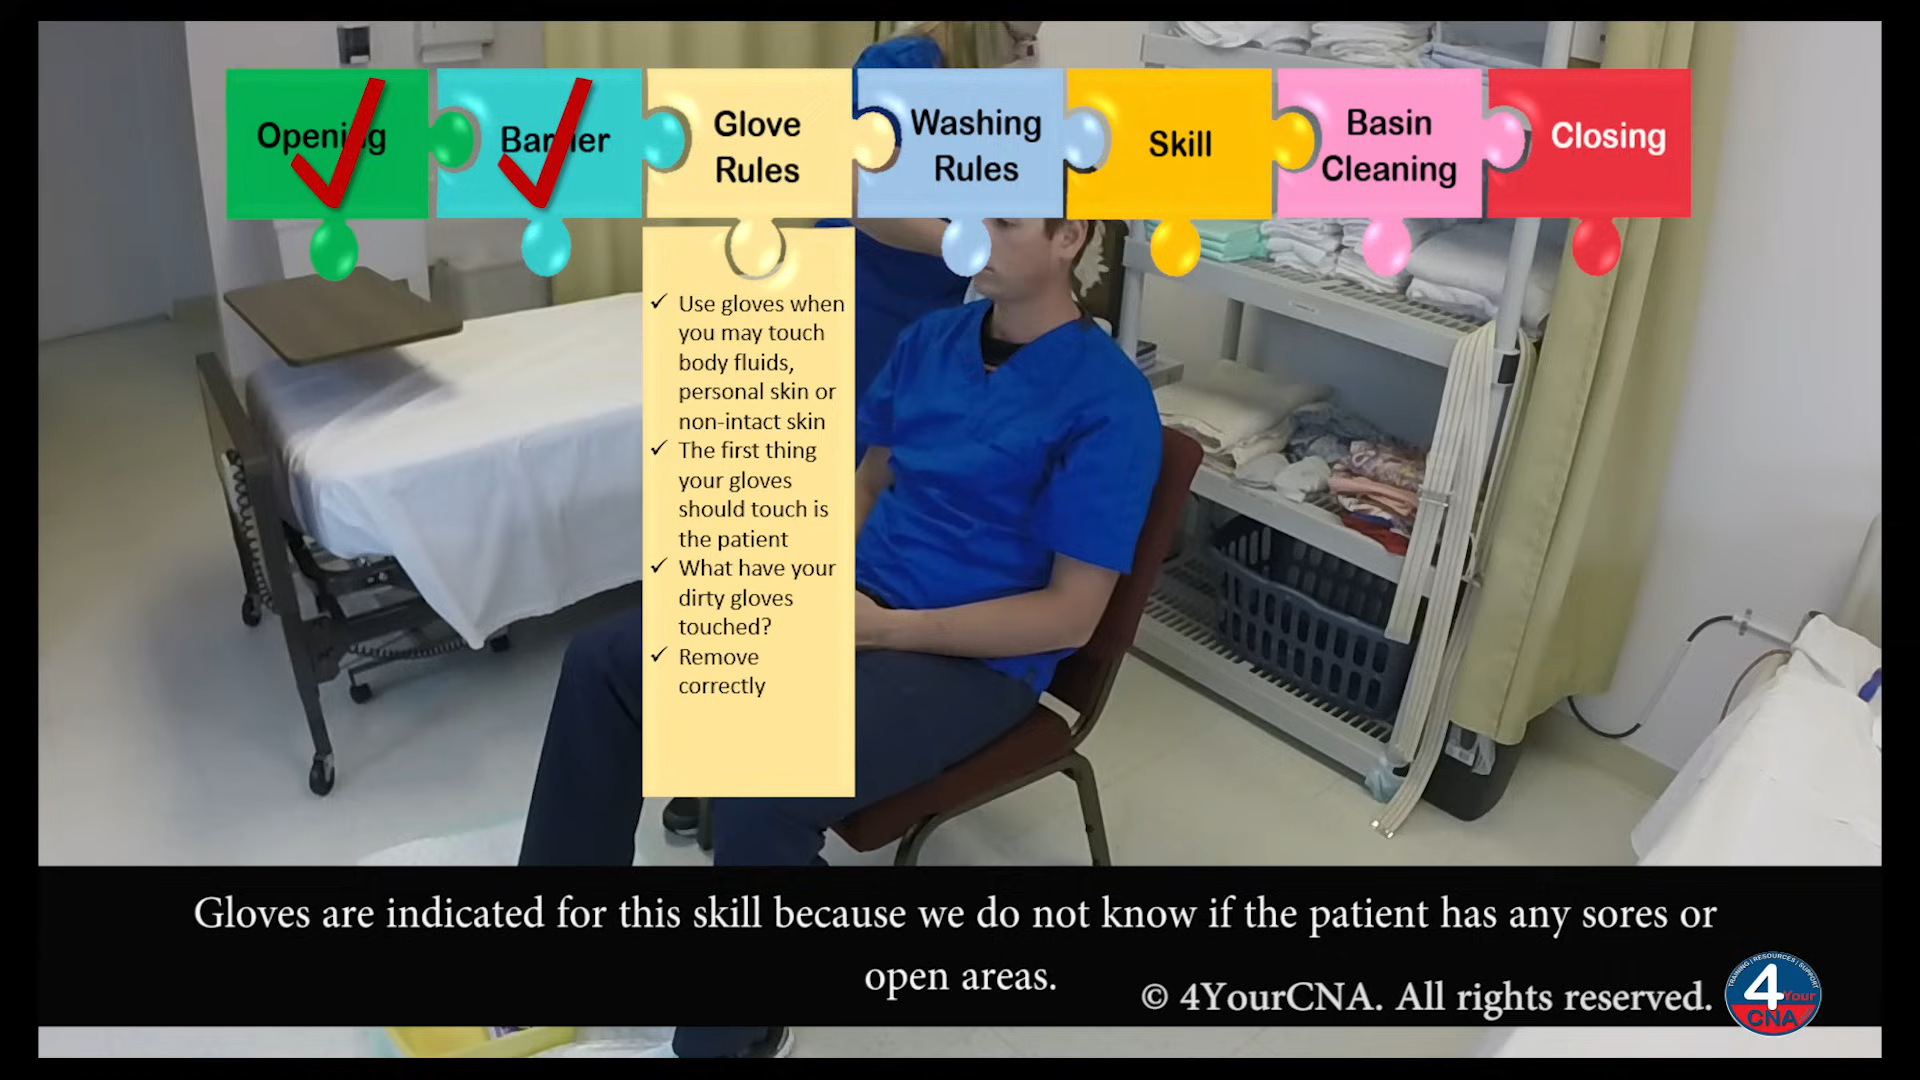 Opening
Barrier
Glove
Rules
Washing
Rules
Skill
Basin
Cleaning
Closing
✓ Use gloves when
you may touch
body fluids,
personal skin or
non-intact skin
✓ The first thing
your gloves
should touch is
the patient
✓ What have your
dirty gloves
touched?
✓ Remove
correctly
Gloves are indicated for this skill because we do not know if the patient has any sores or
open areas.
© 4YourCNA. All rights reserved.
TRAINING | RESOURCES | SUPPORT
4 Your
CNA